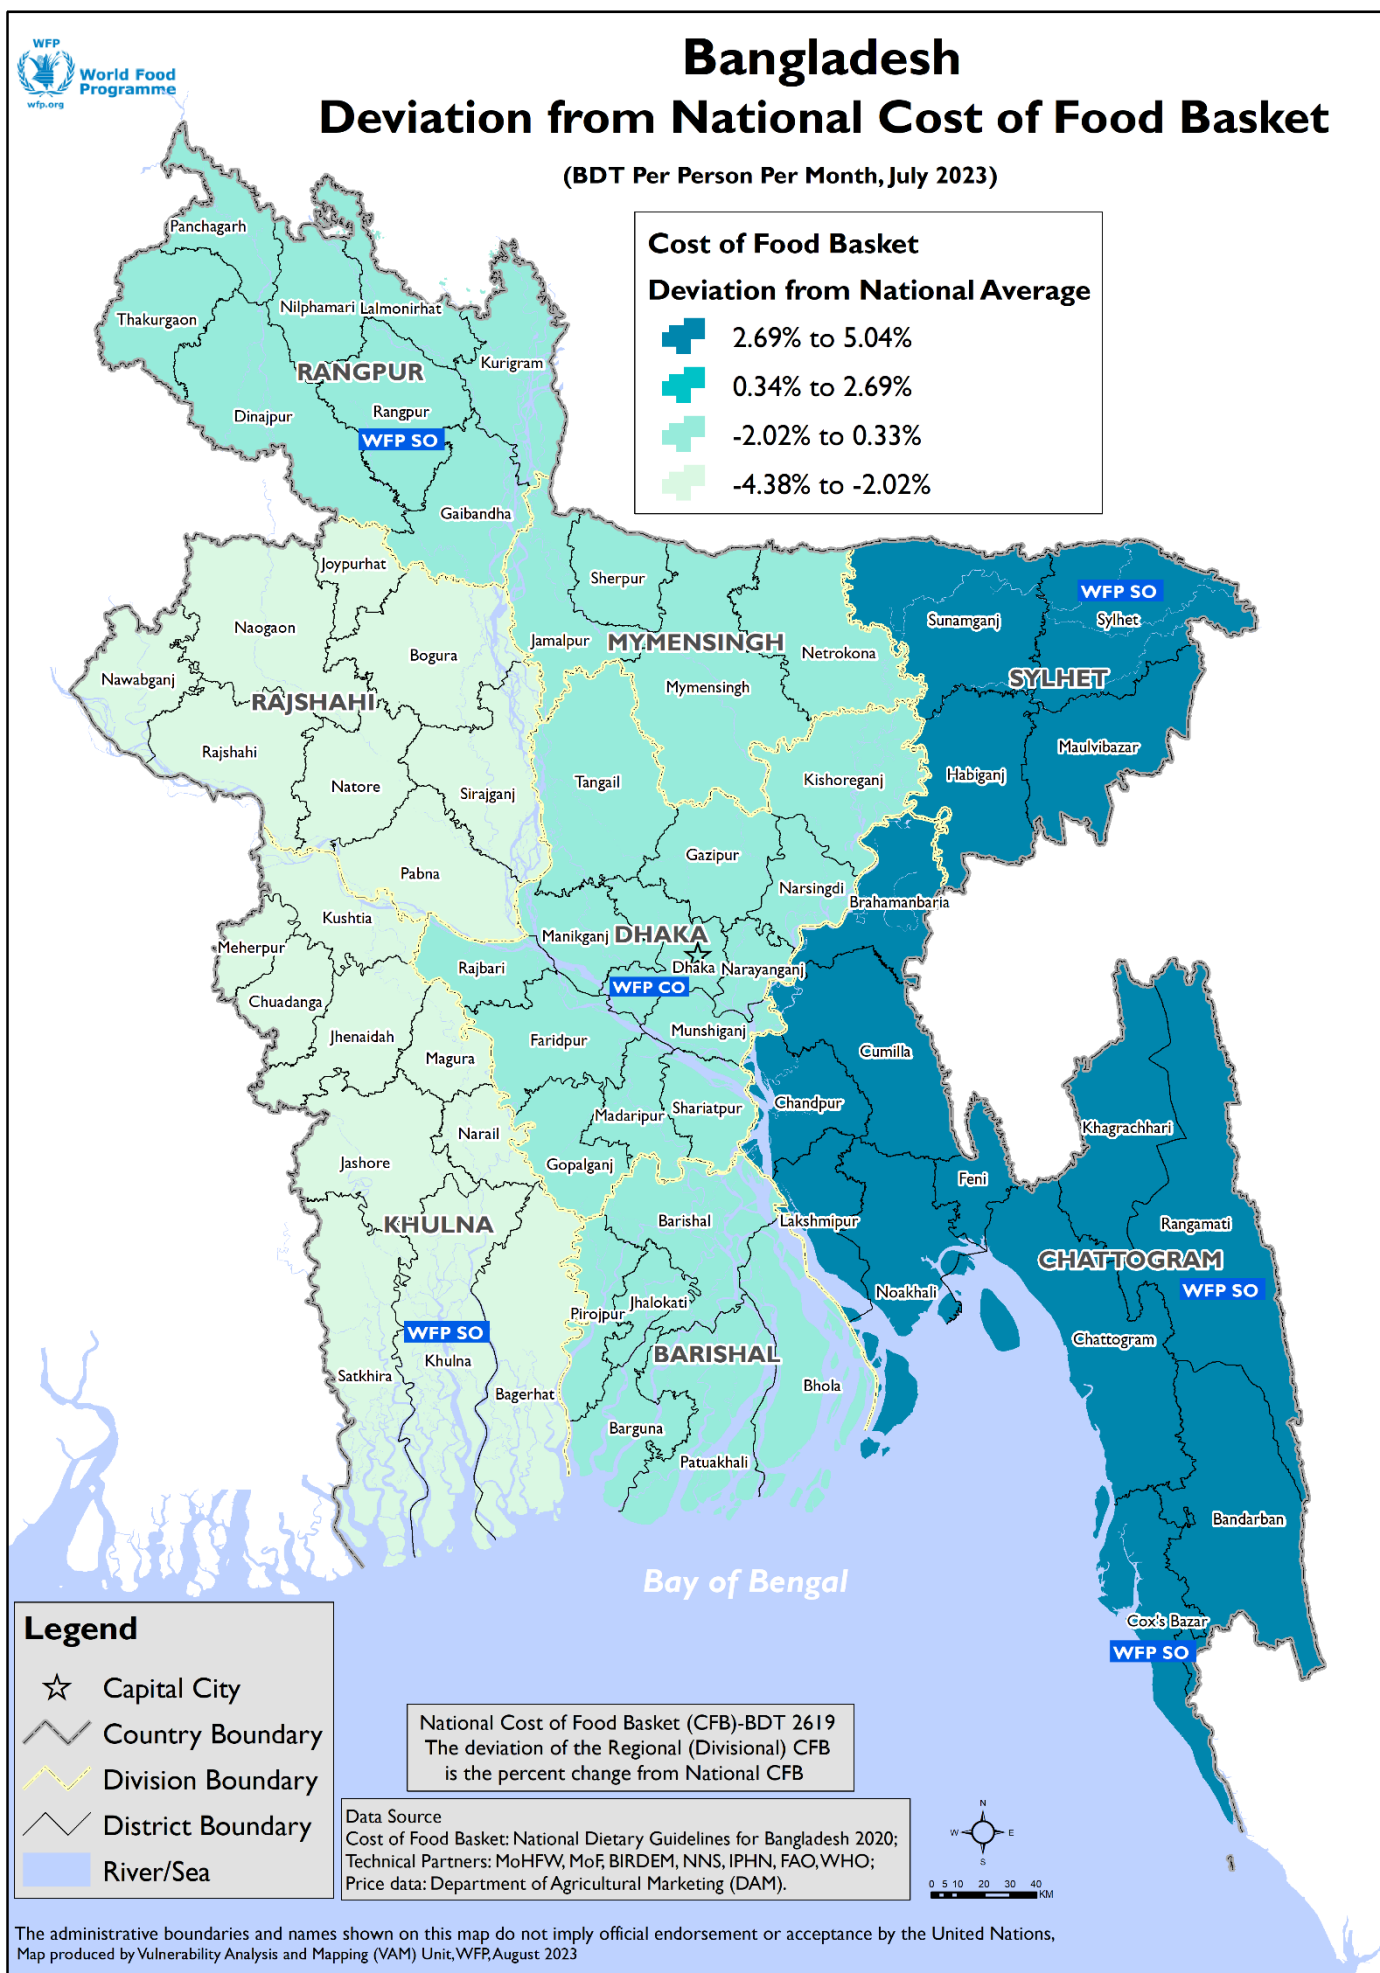 WFP
World Food
Programme
wfp.org
Bangladesh
Deviation from National Cost of Food Basket
(BDT Per Person Per Month, July 2023)
Cost of Food Basket
Deviation from National Average
2.69% to 5.04%
0.34% to 2.69%
-2.02% to 0.33%
-4.38% to -2.02%
Panchagarh
Thakurgaon
Nilphamari
Lalmonirhat
Kurigram
RANGPUR
Dinajpur
Rangpur
WFP SO
Gaibandha
Joypurhat
Naogaon
Bogura
Nawabganj
RAJSHAHI
Rajshahi
Natore
Sirajganj
Pabna
Sherpur
Jamalpur
MYMENSINGH
Netrokona
Mymensingh
Sunamganj
WFP SO
Sylhet
SYLHET
Habiganj
Maulvibazar
Tangail
Kishoreganj
Gazipur
Narsingdi
Brahamanbaria
Manikganj
DHAKA
Dhaka
Narayanganj
WFP CO
Rajbari
Faridpur
Munshiganj
Madaripur
Shariatpur
Gopalganj
Kushtia
Meherpur
Chuadanga
Jhenaidah
Magura
Narail
Jashore
KHULNA
WFP SO
Khulna
Satkhira
Bagerhat
Barishal
Jhalokati
Pirojpur
BARISHAL
Bhola
Barguna
Patuakhali
Cumilla
Chandpur
Feni
Lakshmipur
Noakhali
Khagrachhari
Rangamati
CHATTOGRAM
WFP SO
Chattogram
Bandarban
Cox's Bazar
WFP SO
Bay of Bengal
Legend
Capital City
Country Boundary
Division Boundary
District Boundary
River/Sea
National Cost of Food Basket (CFB)-BDT 2619
The deviation of the Regional (Divisional) CFB
is the percent change from National CFB
Data Source
Cost of Food Basket: National Dietary Guidelines for Bangladesh 2020;
Technical Partners: MoHFW, MoF, BIRDEM, NNS, IPHN, FAO, WHO;
Price data: Department of Agricultural Marketing (DAM).
N
W E
S
0 5 10 20 30 40
KM
The administrative boundaries and names shown on this map do not imply official endorsement or acceptance by the United Nations,
Map produced by Vulnerability Analysis and Mapping (VAM) Unit, WFP, August 2023